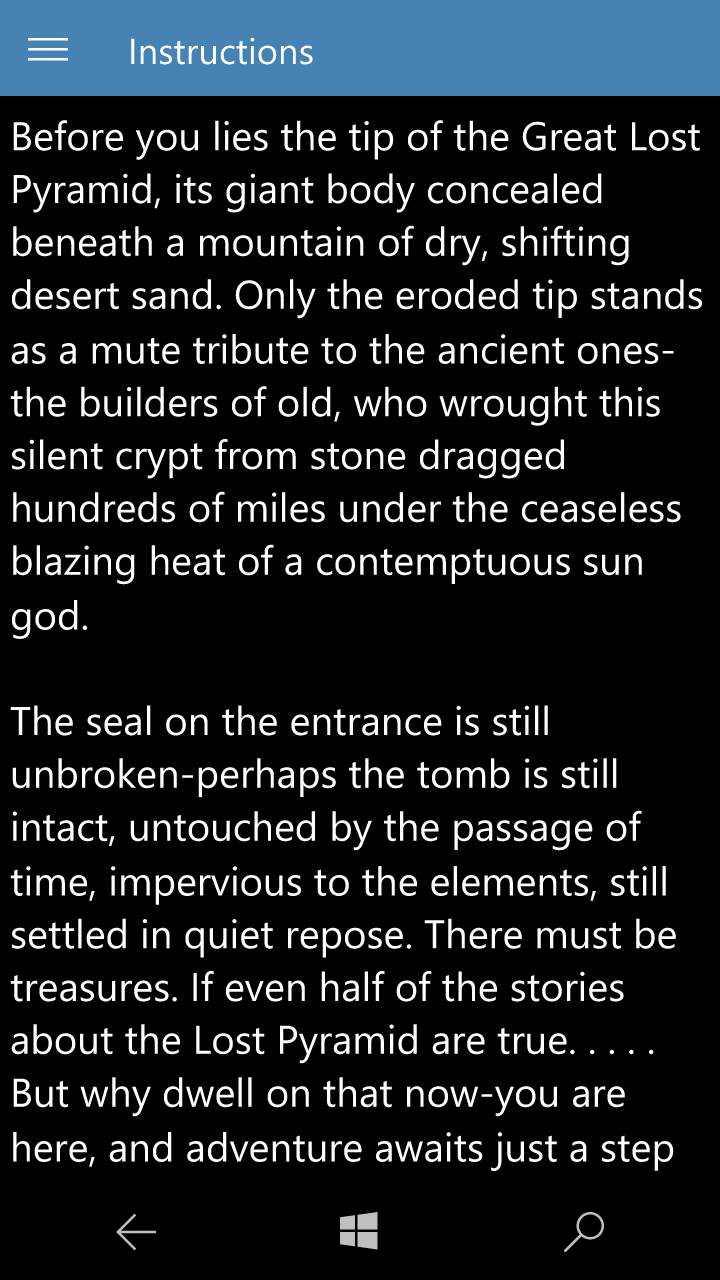 Instructions
Before you lies the tip of the Great Lost
Pyramid, its giant body concealed
beneath a mountain of dry, shifting
desert sand. Only the eroded tip stands
as a mute tribute to the ancient ones-
the builders of old, who wrought this
silent crypt from stone dragged
hundreds of miles under the ceaseless
blazing heat of a contemptuous sun
god.
The seal on the entrance is still
unbroken-perhaps the tomb is still
intact, untouched by the passage of
time, impervious to the elements, still
settled in quiet repose. There must be
treasures. If even half of the stories
about the Lost Pyramid are true. . . . .
But why dwell on that now-you are
here, and adventure awaits just a step